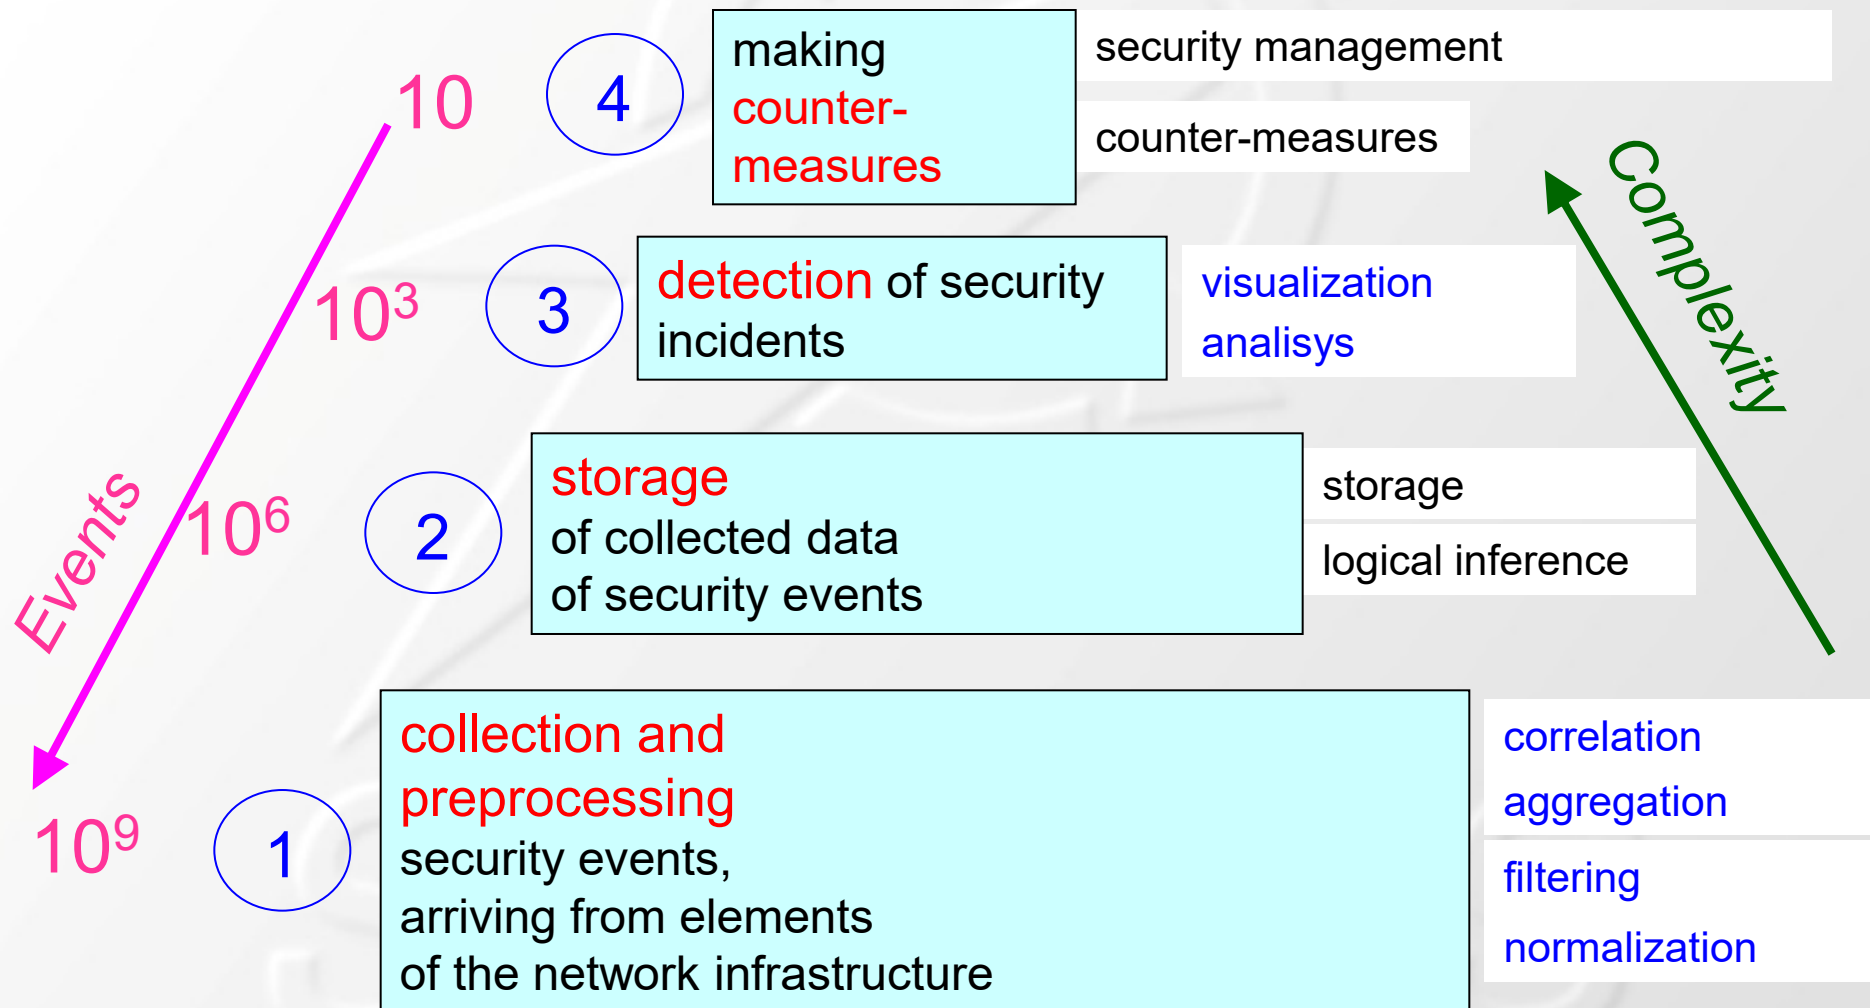 10
4
making
counter-
measures
security management
counter-measures
Complexity
10³
3
detection of security
incidents
visualization
analisys
Events
10⁶
2
storage
of collected data
of security events
storage
logical inference
10⁹
1
collection and
preprocessing
security events,
arriving from elements
of the network infrastructure
correlation
aggregation
filtering
normalization